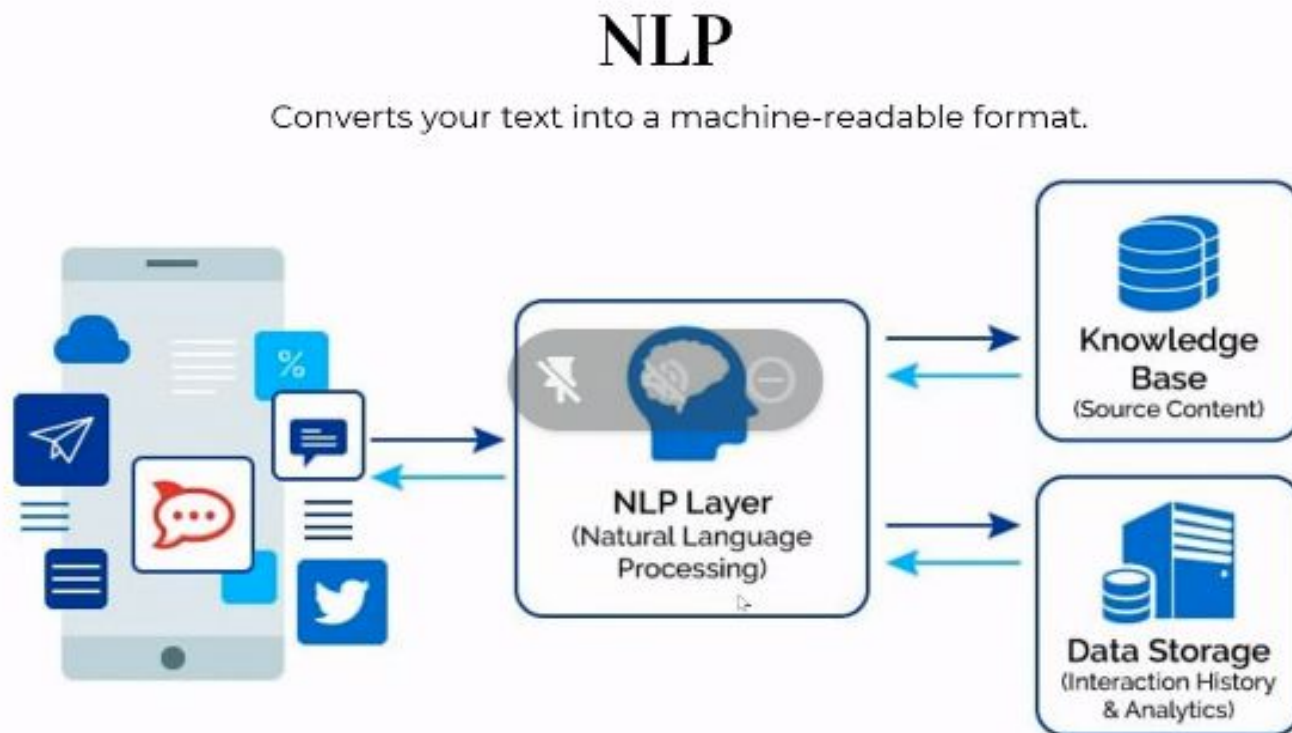 NLP
Converts your text into a machine-readable format.
%
NLP Layer
(Natural Language
Processing)
Knowledge
Base
(Source Content)
Data Storage
(Interaction History
& Analytics)